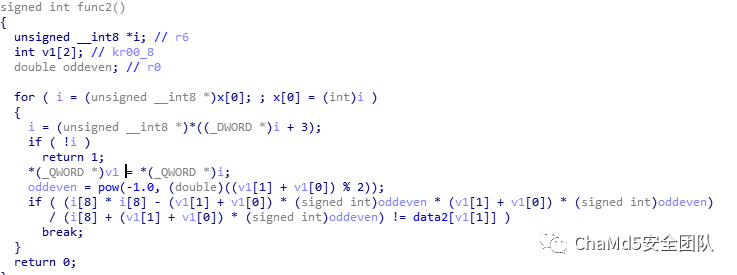 signed int func2()
{
  unsigned __int8 *i; // r6
  int v1[2]; // kr00_8
  double oddeven; // r0

  for ( i = (unsigned __int8 *)x[0]; ; x[0] = (int)i )
  {
    i = (unsigned __int8 *)*((_DWORD *)i + 3);
    if ( !i )
      return 1;
    *(_QWORD *)v1 = *(_QWORD *)i;
    oddeven = pow(-1.0, (double)((v1[1] + v1[0]) % 2));
    if ( (i[8] * i[8] - (v1[1] + v1[0]) * (signed int)oddeven * (v1[1] + v1[0]) * (signed int)oddeven)
       / (i[8] + (v1[1] + v1[0]) * (signed int)oddeven) != data2[v1[1]] )
      break;
  }
  return 0;
ChaMd5安全团队